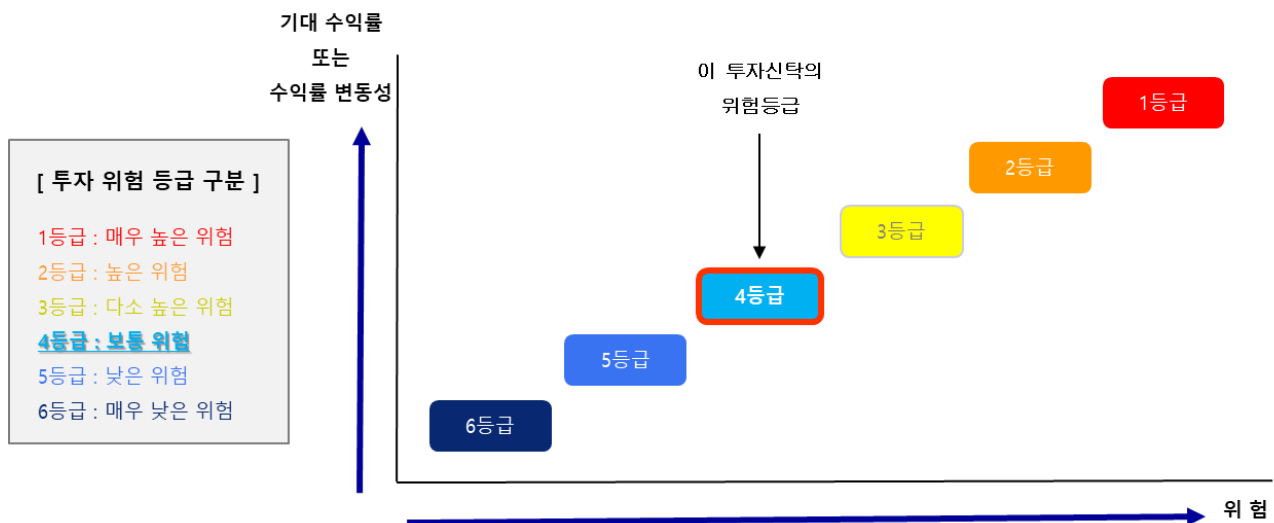 기대 수익률
또는
수익률 변동성
이 투자신탁의
위험등급
1등급
2등급
3등급
4등급
5등급
6등급
위 험
[ 투자 위험 등급 구분 ]
1등급 : 매우 높은 위험
2등급 : 높은 위험
3등급 : 다소 높은 위험
4등급 : 보통 위험
5등급 : 낮은 위험
6등급 : 매우 낮은 위험